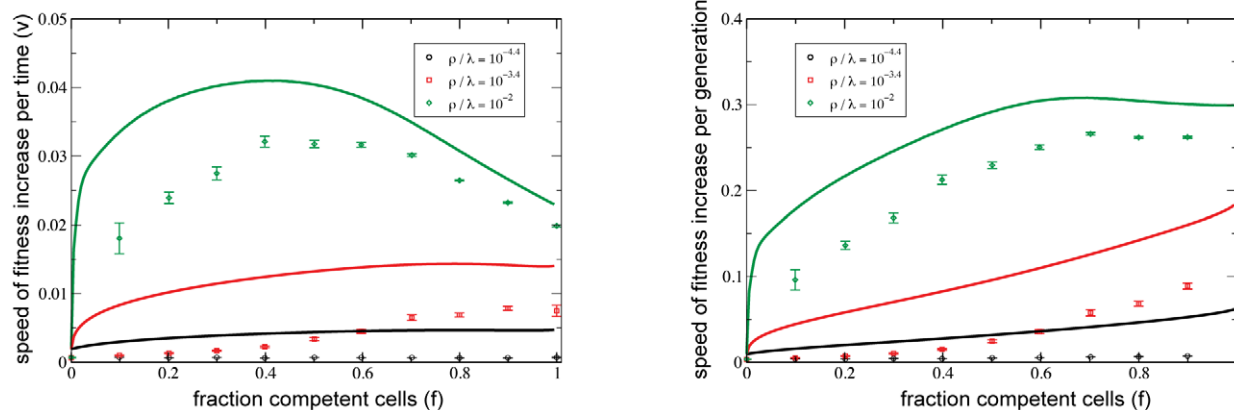 speed of fitness increase per time (v)
0.05
0.04
0.03
0.02
0.01
0
0
0.2
0.4
0.6
0.8
1
fraction competent cells (f)
ρ / λ = 10^-4.4
ρ / λ = 10^-3.4
ρ / λ = 10^-2
speed of fitness increase per generation
0.4
0.3
0.2
0.1
0
0
0.2
0.4
0.6
0.8
fraction competent cells (f)
ρ / λ = 10^-4.4
ρ / λ = 10^-3.4
ρ / λ = 10^-2